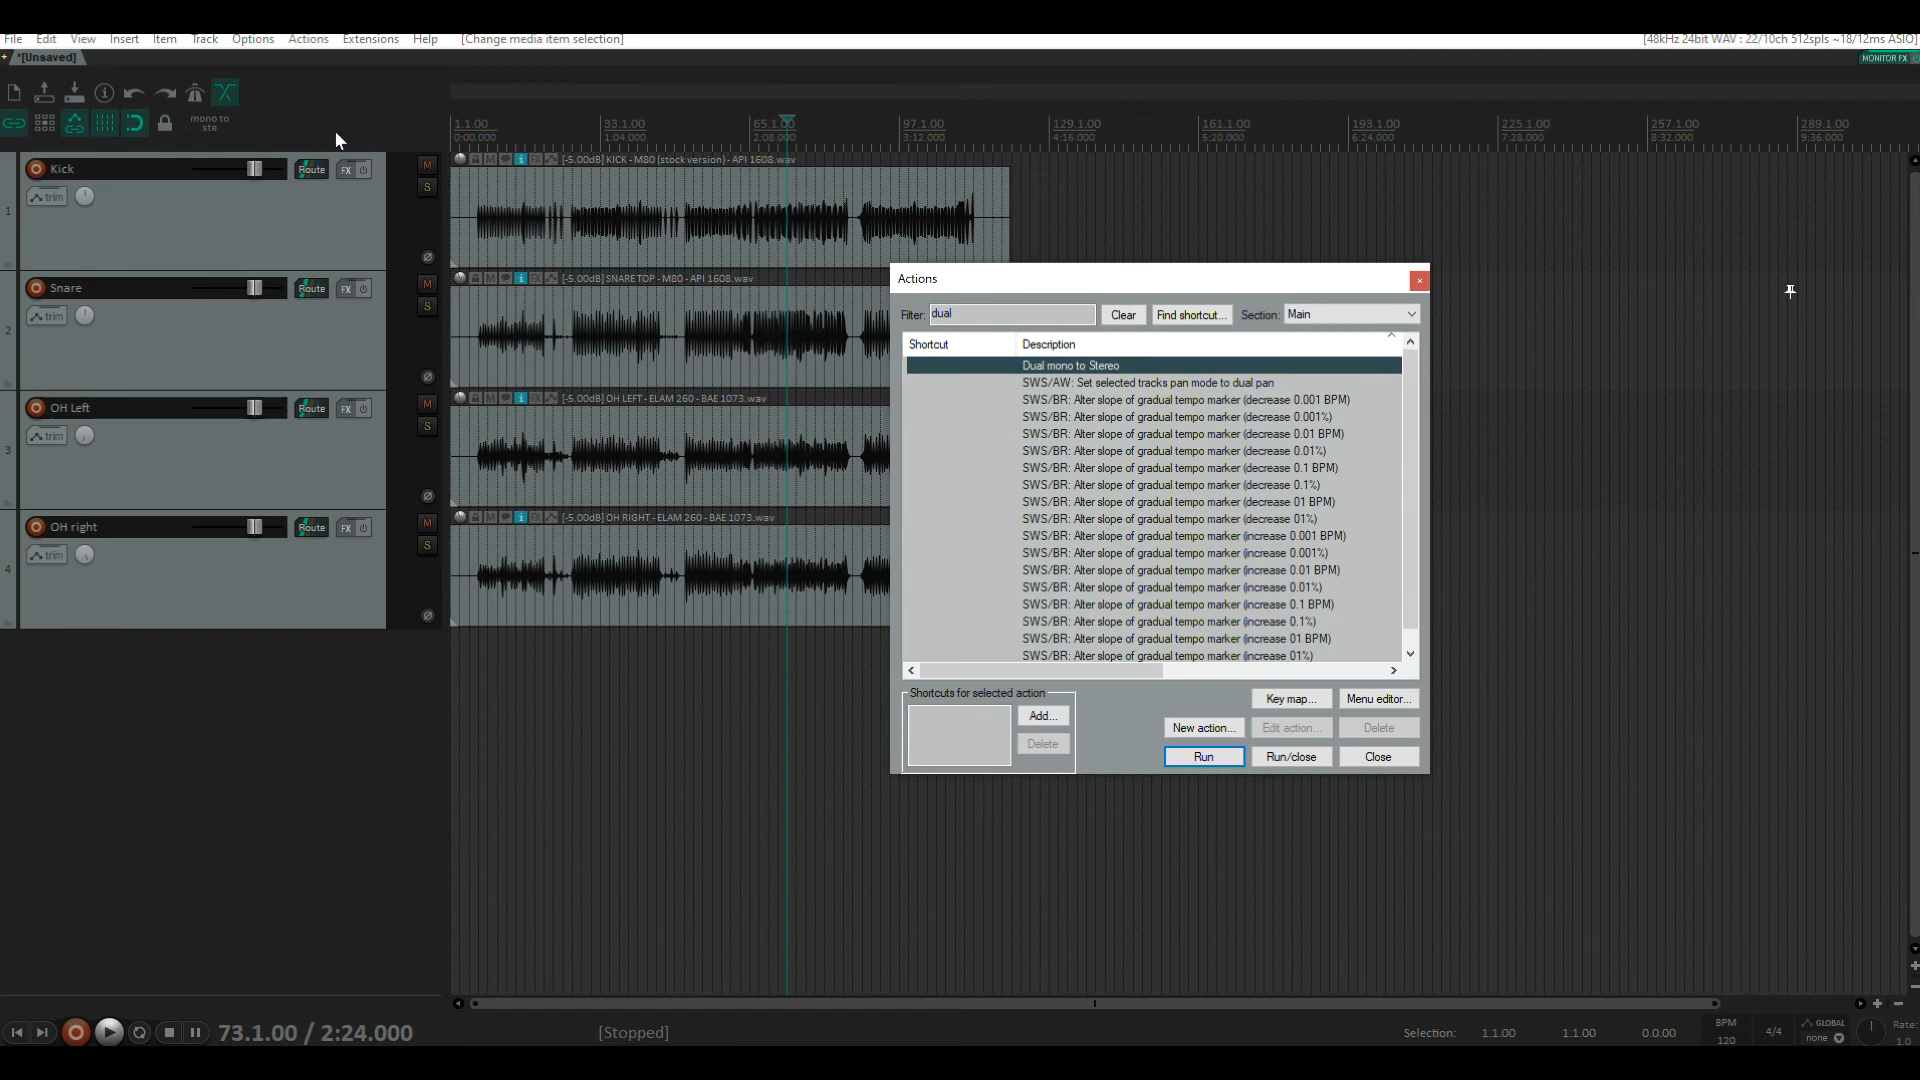 File Edit View Insert Item Track Options Actions Extensions Help [Change media item selection] [48kHz 24bit WAV : 22/10ch 512spls ~18/12ms ASIO]
+ *[Unsaved] MONITOR FX
mono to
ste
1.1.00 33.1.00 65.1.00 97.1.00 129.1.00 161.1.00 193.1.00 225.1.00 257.1.00 289.1.00
0:00.000 1:04.000 2:08.000 3:12.000 4:16.000 5:20.000 6:24.000 7:28.000 8:32.000 9:36.000
Kick Route FX M
trim S
1
[-5.00dB] KICK - M80 (stock version) - API 1608.wav
Snare Route FX M
trim S
2
[-5.00dB] SNARE TOP - M80 - API 1608.wav
OH Left Route FX M
trim S
3
[-5.00dB] OH LEFT - ELAM 260 - BAE 1073.wav
OH right Route FX M
trim S
4
[-5.00dB] OH RIGHT - ELAM 260 - BAE 1073.wav
Actions
Filter: dual Clear Find shortcut... Section: Main
Shortcut Description
Dual mono to Stereo
SWS/AW: Set selected tracks pan mode to dual pan
SWS/BR: Alter slope of gradual tempo marker (decrease 0.001 BPM)
SWS/BR: Alter slope of gradual tempo marker (decrease 0.001%)
SWS/BR: Alter slope of gradual tempo marker (decrease 0.01 BPM)
SWS/BR: Alter slope of gradual tempo marker (decrease 0.01%)
SWS/BR: Alter slope of gradual tempo marker (decrease 0.1 BPM)
SWS/BR: Alter slope of gradual tempo marker (decrease 0.1%)
SWS/BR: Alter slope of gradual tempo marker (decrease 01 BPM)
SWS/BR: Alter slope of gradual tempo marker (decrease 01%)
SWS/BR: Alter slope of gradual tempo marker (increase 0.001 BPM)
SWS/BR: Alter slope of gradual tempo marker (increase 0.001%)
SWS/BR: Alter slope of gradual tempo marker (increase 0.01 BPM)
SWS/BR: Alter slope of gradual tempo marker (increase 0.01%)
SWS/BR: Alter slope of gradual tempo marker (increase 0.1 BPM)
SWS/BR: Alter slope of gradual tempo marker (increase 0.1%)
SWS/BR: Alter slope of gradual tempo marker (increase 01 BPM)
SWS/BR: Alter slope of gradual tempo marker (increase 01%)
Shortcuts for selected action
Add... Key map... Menu editor...
Delete New action... Edit action... Delete
Run Run/close Close
73.1.00 / 2:24.000 [Stopped] Selection: 1.1.00 1.1.00 0.0.00
BPM 120 4/4 GLOBAL none Rate: 1.0